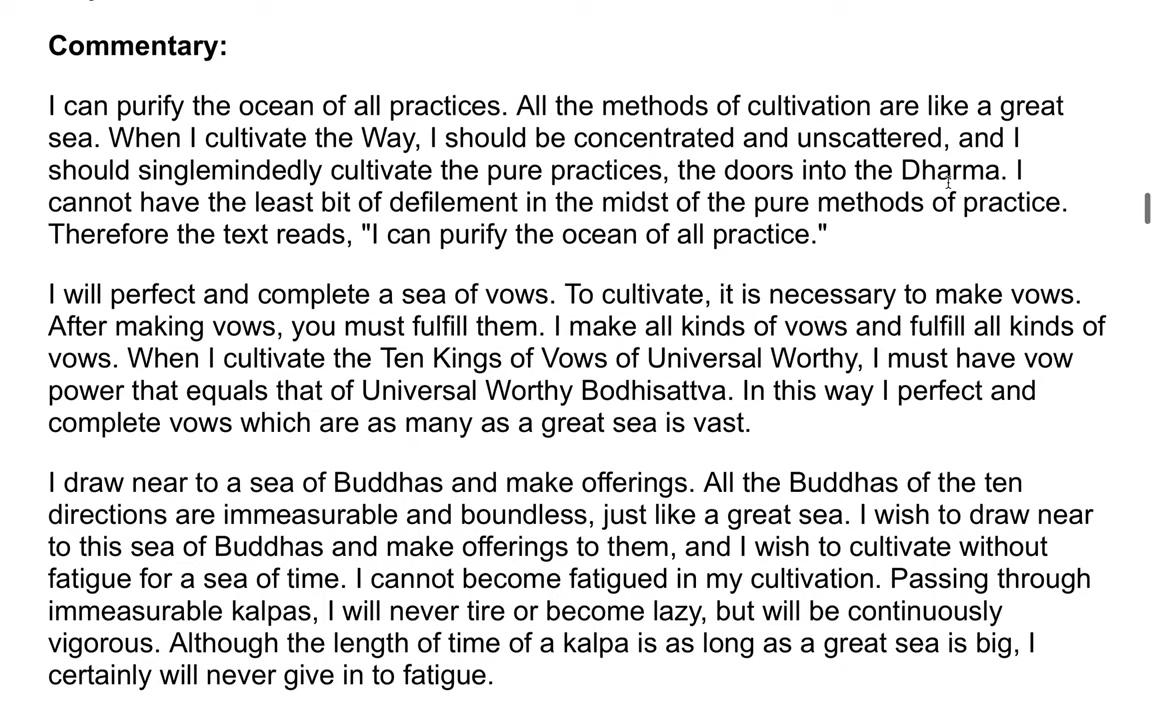 Commentary:
I can purify the ocean of all practices. All the methods of cultivation are like a great
sea. When I cultivate the Way, I should be concentrated and unscattered, and I
should singlemindedly cultivate the pure practices, the doors into the Dharma. I
cannot have the least bit of defilement in the midst of the pure methods of practice.
Therefore the text reads, "I can purify the ocean of all practice."
I will perfect and complete a sea of vows. To cultivate, it is necessary to make vows.
After making vows, you must fulfill them. I make all kinds of vows and fulfill all kinds of
vows. When I cultivate the Ten Kings of Vows of Universal Worthy, I must have vow
power that equals that of Universal Worthy Bodhisattva. In this way I perfect and
complete vows which are as many as a great sea is vast.
I draw near to a sea of Buddhas and make offerings. All the Buddhas of the ten
directions are immeasurable and boundless, just like a great sea. I wish to draw near
to this sea of Buddhas and make offerings to them, and I wish to cultivate without
fatigue for a sea of time. I cannot become fatigued in my cultivation. Passing through
immeasurable kalpas, I will never tire or become lazy, but will be continuously
vigorous. Although the length of time of a kalpa is as long as a great sea is big, I
certainly will never give in to fatigue.